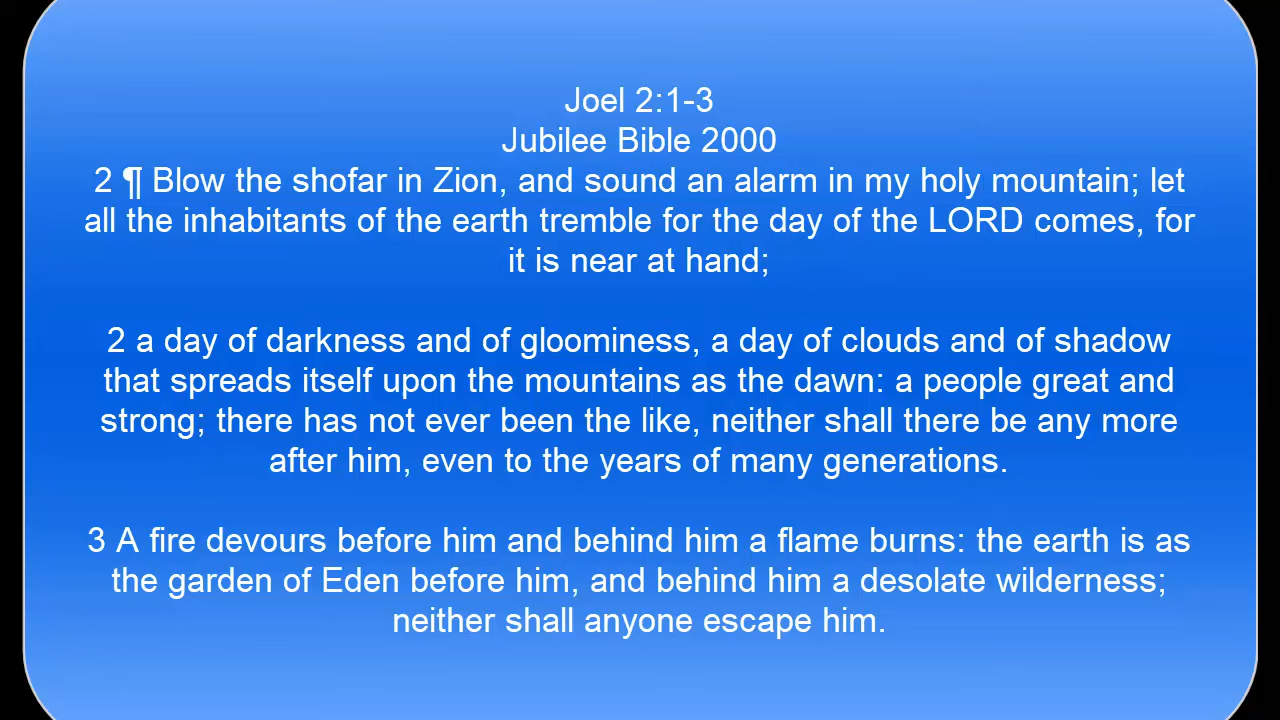 Joel 2:1-3
Jubilee Bible 2000
2 ¶ Blow the shofar in Zion, and sound an alarm in my holy mountain; let
all the inhabitants of the earth tremble for the day of the LORD comes, for
it is near at hand;
2 a day of darkness and of gloominess, a day of clouds and of shadow
that spreads itself upon the mountains as the dawn: a people great and
strong; there has not ever been the like, neither shall there be any more
after him, even to the years of many generations.
3 A fire devours before him and behind him a flame burns: the earth is as
the garden of Eden before him, and behind him a desolate wilderness;
neither shall anyone escape him.